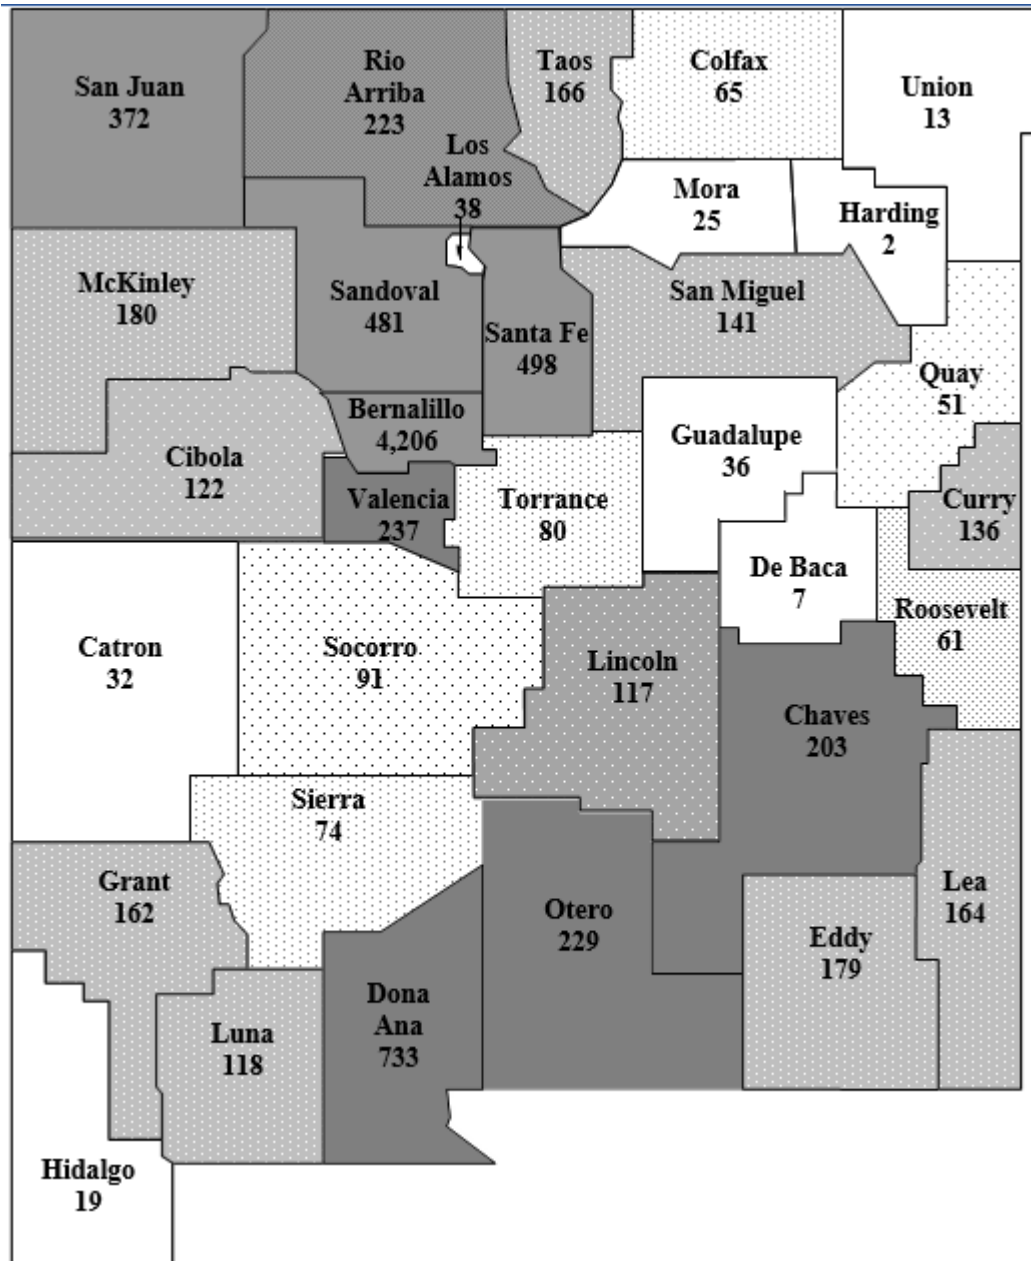 San Juan
372
Rio
Arriba
223
Taos
166
Colfax
65
Union
13
Los
Alamos
38
Mora
25
Harding
2
McKinley
180
Sandoval
481
Santa Fe
498
San Miguel
141
Quay
51
Bernalillo
4,206
Guadalupe
36
Cibola
122
Valencia
237
Torrance
80
Curry
136
De Baca
7
Roosevelt
61
Catron
32
Socorro
91
Lincoln
117
Chaves
203
Sierra
74
Grant
162
Otero
229
Eddy
179
Lea
164
Dona
Ana
733
Luna
118
Hidalgo
19